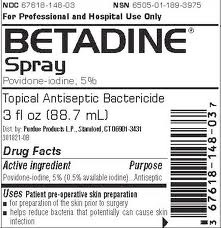 NDC 67618-148-03 NSN 6505-01-189-3975
For Professional and Hospital Use Only
BETADINE®
Spray
Povidone-iodine, 5%
Topical Antiseptic Bactericide
3 fl oz (88.7 mL)
Dist. by: Purdue Products L.P., Stamford, CT 06901-3431
301821-0B
Drug Facts
Active ingredient Purpose
Povidone-iodine, 5% (0.5% available iodine) ..Antiseptic
Uses Patient pre-operative skin preparation
■ for preparation of the skin prior to surgery
■ helps reduce bacteria that potentially can cause skin
infection
3 67618-148-037